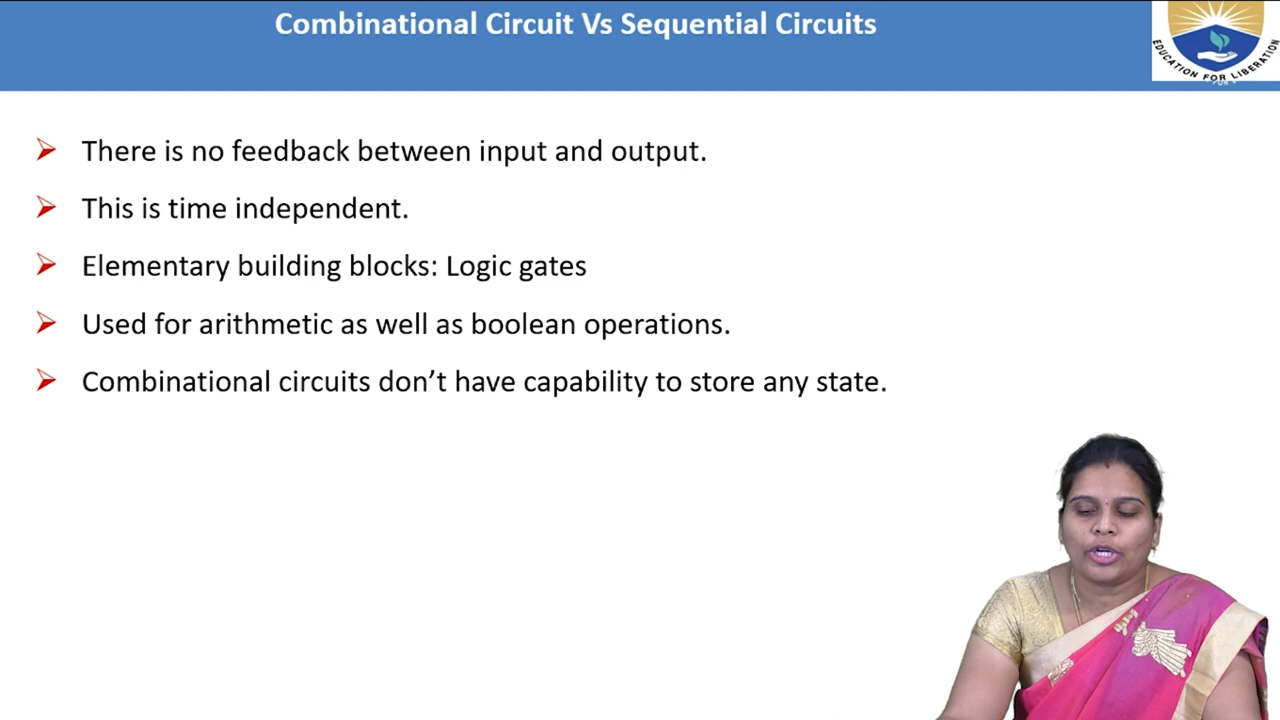 Combinational Circuit Vs Sequential Circuits
EDUCATION FOR LIBERATION
There is no feedback between input and output.
This is time independent.
Elementary building blocks: Logic gates
Used for arithmetic as well as boolean operations.
Combinational circuits don’t have capability to store any state.